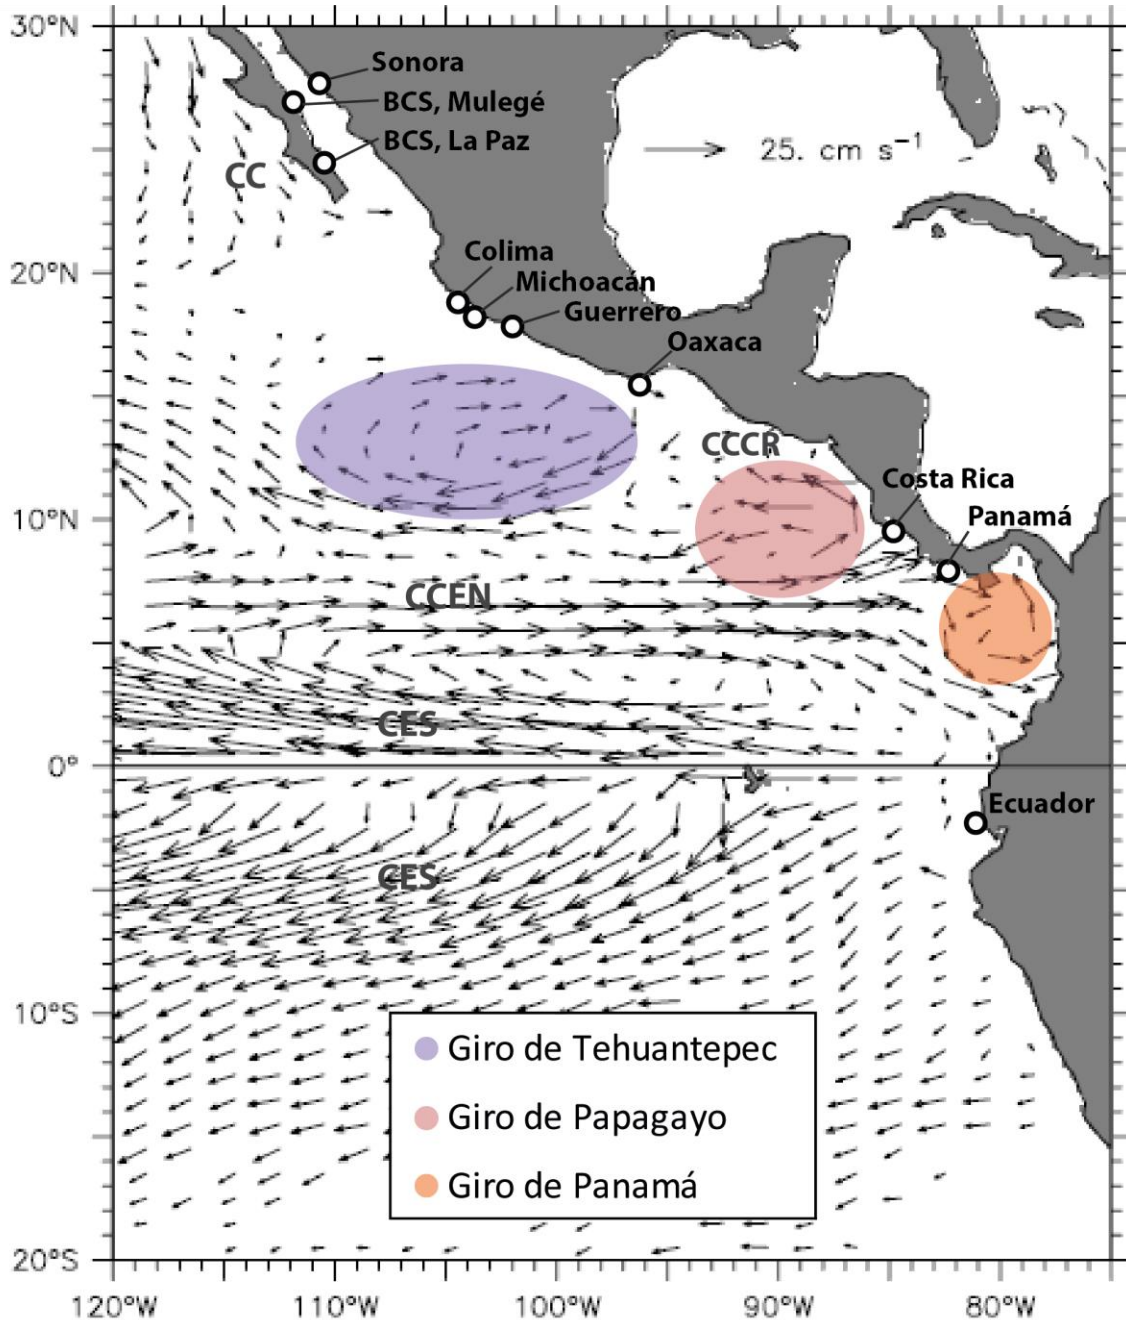 30°N
Sonora
BCS, Mulegé
BCS, La Paz
25. cm s⁻¹
CC
Colima
20°N
Michoacán
Guerrero
Oaxaca
CCCR
Costa Rica
Panamá
10°N
CCEN
CES
0°
Ecuador
CES
10°S
Giro de Tehuantepec
Giro de Papagayo
Giro de Panamá
20°S
120°W 110°W 100°W 90°W 80°W